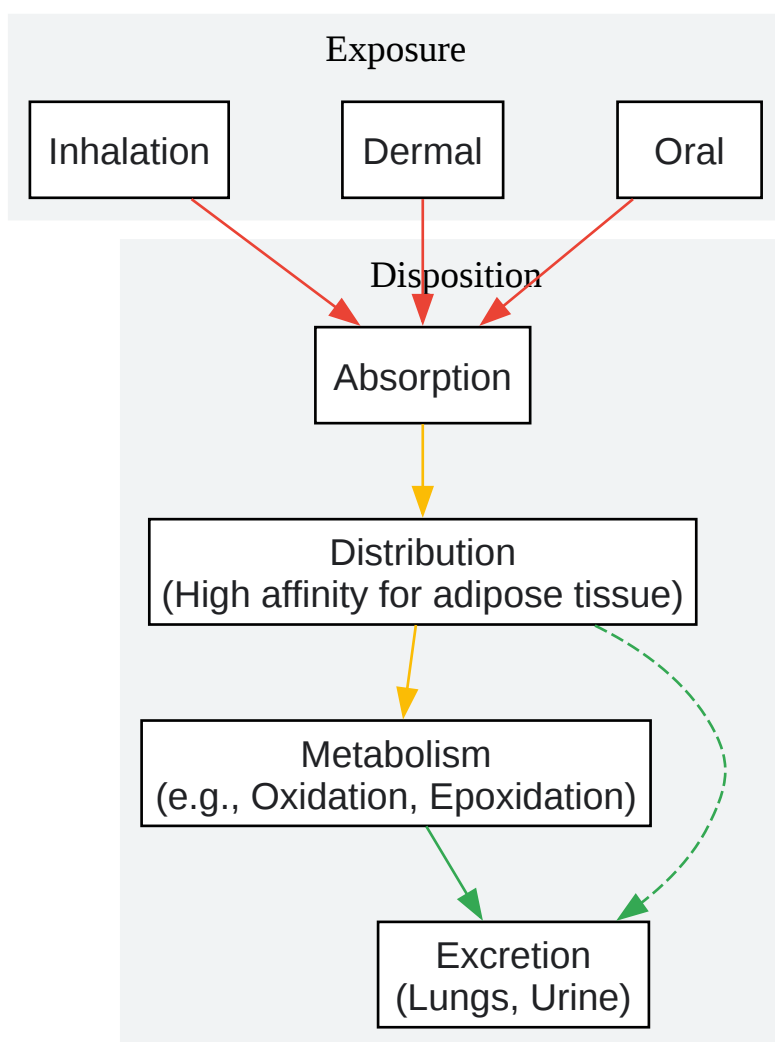 Exposure
Inhalation
Dermal
Oral
Disposition
Absorption
Distribution
(High affinity for adipose tissue)
Metabolism
(e.g., Oxidation, Epoxidation)
Excretion
(Lungs, Urine)